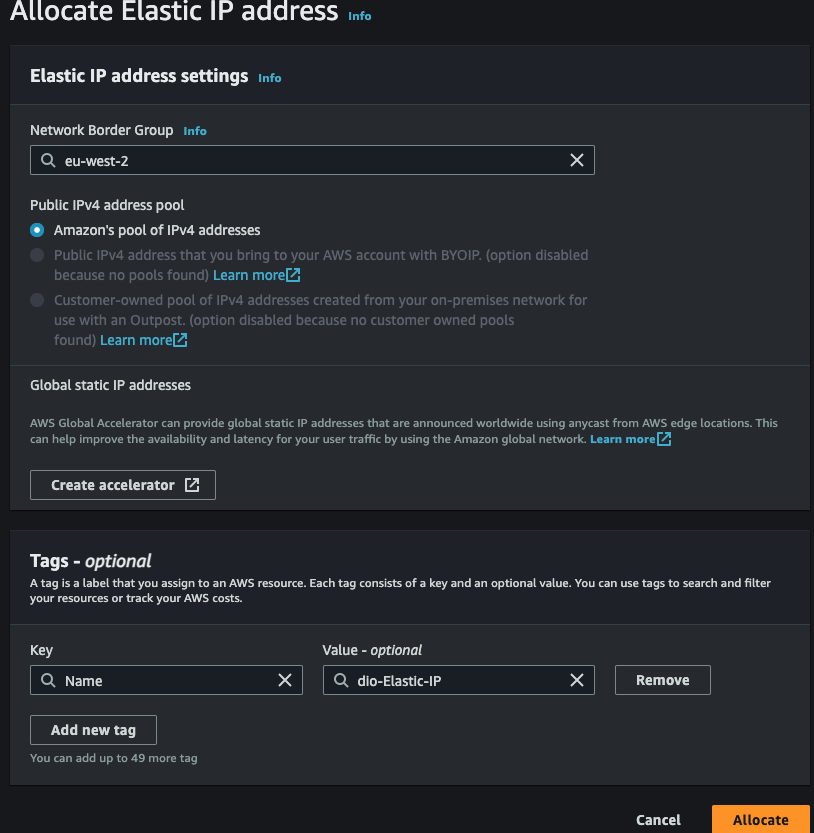 Allocate Elastic IP address Info
Elastic IP address settings Info
Network Border Group Info
eu-west-2
Public IPv4 address pool
Amazon's pool of IPv4 addresses
Public IPv4 address that you bring to your AWS account with BYOIP. (option disabled
because no pools found) Learn more
Customer-owned pool of IPv4 addresses created from your on-premises network for
use with an Outpost. (option disabled because no customer owned pools
found) Learn more
Global static IP addresses
AWS Global Accelerator can provide global static IP addresses that are announced worldwide using anycast from AWS edge locations. This
can help improve the availability and latency for your user traffic by using the Amazon global network. Learn more
Create accelerator
Tags - optional
A tag is a label that you assign to an AWS resource. Each tag consists of a key and an optional value. You can use tags to search and filter
your resources or track your AWS costs.
Key Value - optional
Name dio-Elastic-IP Remove
Add new tag
You can add up to 49 more tag
Cancel Allocate